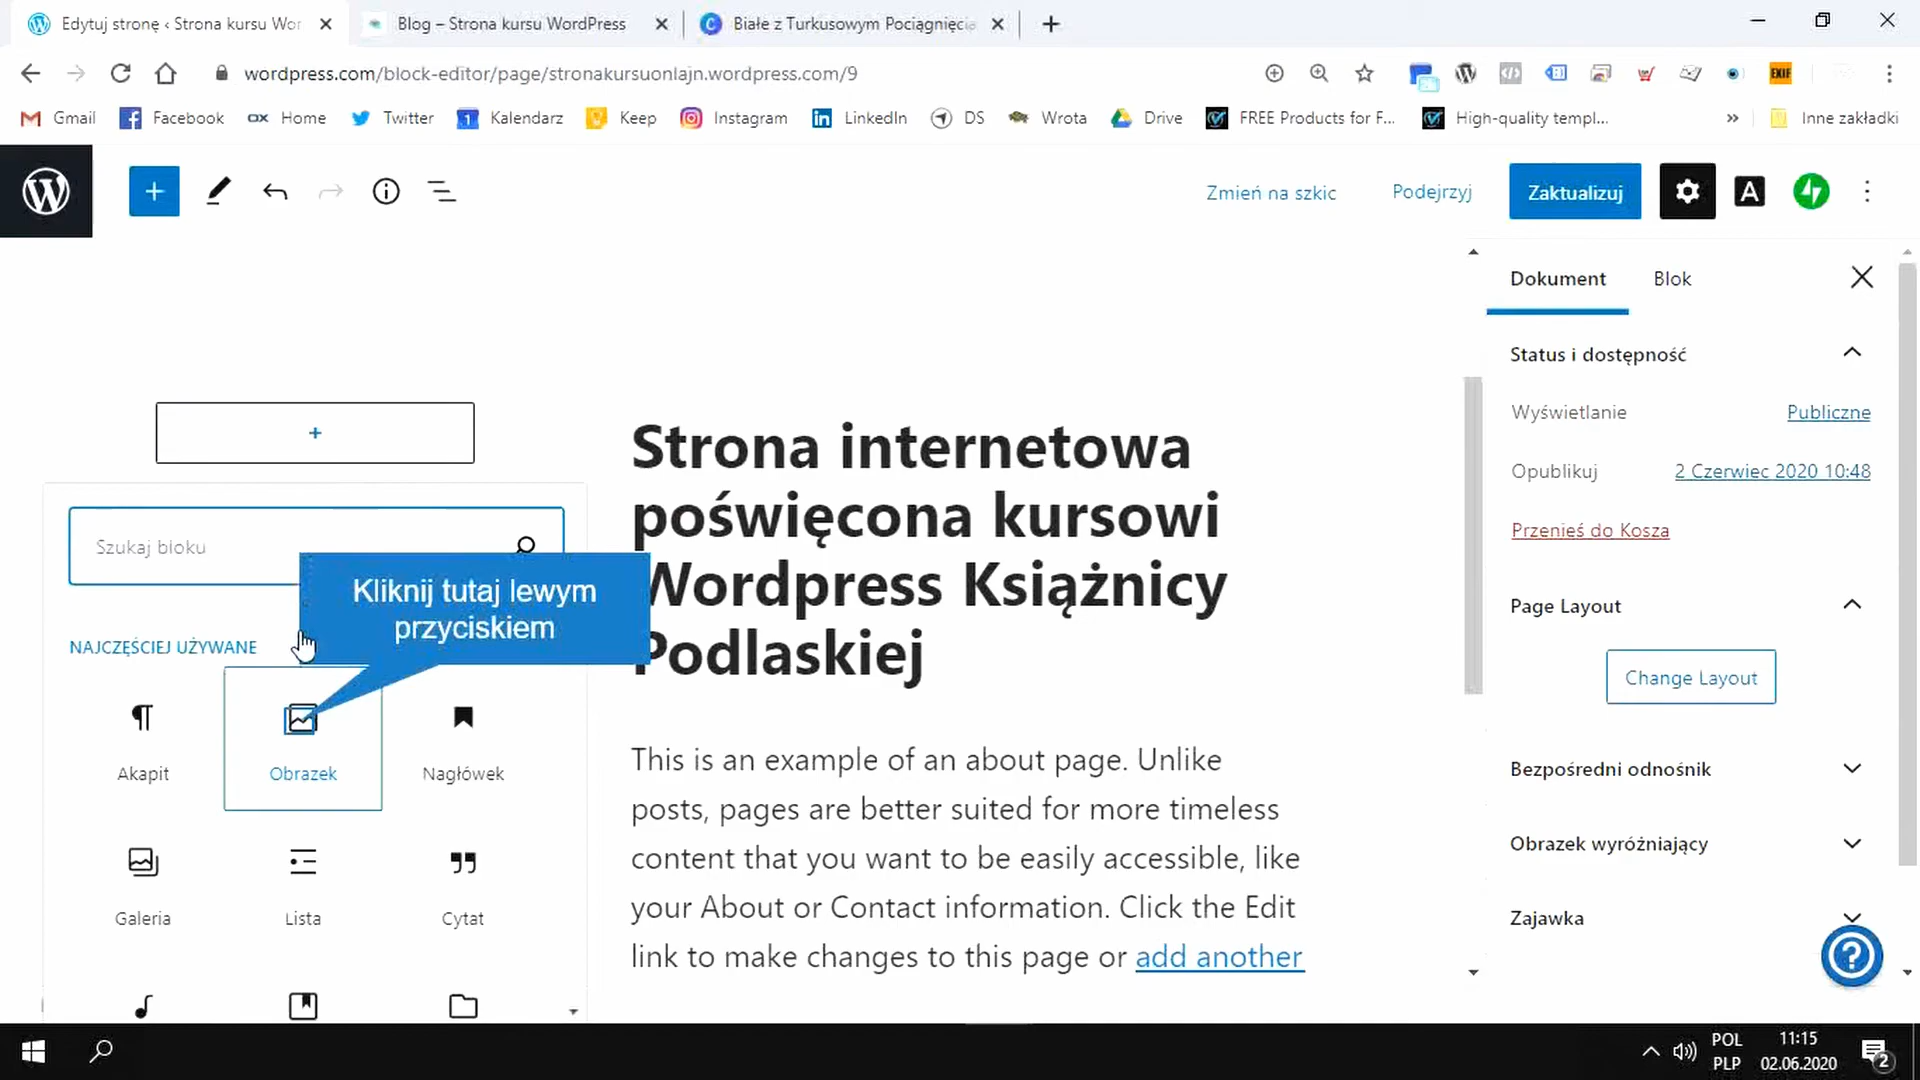 Edytuj stronę ‹ Strona kursu Wor
Blog – Strona kursu WordPress
Białe z Turkusowym Pociągnięcia
wordpress.com/block-editor/page/stronakursuonlajn.wordpress.com/9
EXIF
Gmail
Facebook
OX Home
Twitter
1 Kalendarz
Keep
Instagram
LinkedIn
DS
Wrota
Drive
FREE Products for F...
High-quality templ...
»
Inne zakładki
Zmień na szkic
Podejrzyj
Zaktualizuj
A
Dokument
Blok
Status i dostępność
Wyświetlanie
Publiczne
Opublikuj
2 Czerwiec 2020 10:48
Przenieś do Kosza
Page Layout
Change Layout
Bezpośredni odnośnik
Obrazek wyróżniający
Zajawka
Szukaj bloku
Kliknij tutaj lewym
przyciskiem
NAJCZĘŚCIEJ UŻYWANE
Akapit
Obrazek
Nagłówek
Galeria
Lista
Cytat
Strona internetowa
poświęcona kursowi
Wordpress Książnicy
Podlaskiej
This is an example of an about page. Unlike
posts, pages are better suited for more timeless
content that you want to be easily accessible, like
your About or Contact information. Click the Edit
link to make changes to this page or add another
POL
PLP
11:15
02.06.2020
2